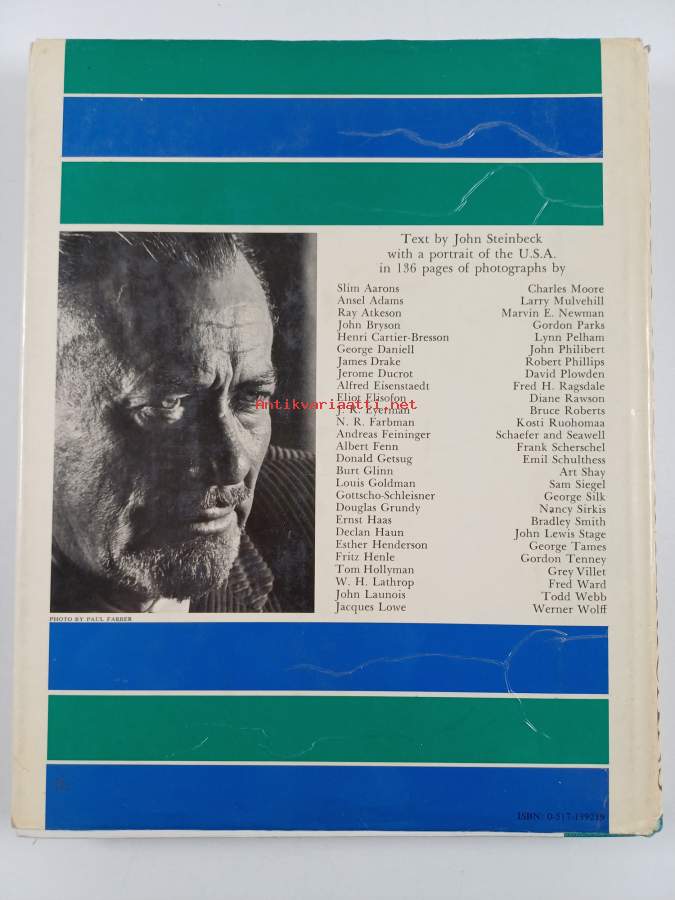 Text by John Steinbeck
with a portrait of the U.S.A.
in 136 pages of photographs by
Slim Aarons
Ansel Adams
Ray Atkeson
John Bryson
Henri Cartier-Bresson
George Daniell
James Drake
Jerome Ducrot
Alfred Eisenstaedt
Eliot Elisofon
J. R. Eyerman
N. R. Farbman
Andreas Feininger
Albert Fenn
Donald Getsug
Burt Glinn
Louis Goldman
Gottscho-Schleisner
Douglas Grundy
Ernst Haas
Declan Haun
Esther Henderson
Fritz Henle
Tom Hollyman
W. H. Lathrop
John Launois
Jacques Lowe
Charles Moore
Larry Mulvehill
Marvin E. Newman
Gordon Parks
Lynn Pelham
John Philibert
Robert Phillips
David Plowden
Fred H. Ragsdale
Diane Rawson
Bruce Roberts
Kosti Ruohomaa
Schaefer and Seawell
Frank Scherschel
Emil Schulthess
Art Shay
Sam Siegel
George Silk
Nancy Sirkis
Bradley Smith
John Lewis Stage
George Tames
Gordon Tenney
Grey Villet
Fred Ward
Todd Webb
Werner Wolff
Antikvariaatti.net
PHOTO BY PAUL FARBER
ISBN: 0-517-139219